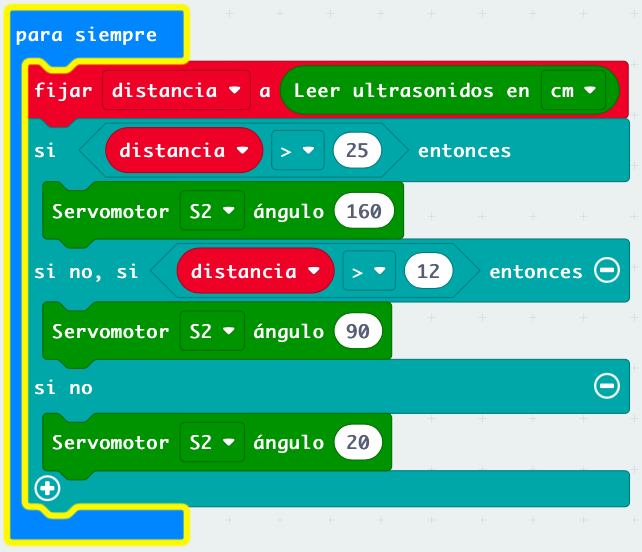 para siempre
fijar distancia a Leer ultrasonidos en cm
si distancia > 25 entonces
Servomotor S2 ángulo 160
si no, si distancia > 12 entonces
Servomotor S2 ángulo 90
si no
Servomotor S2 ángulo 20